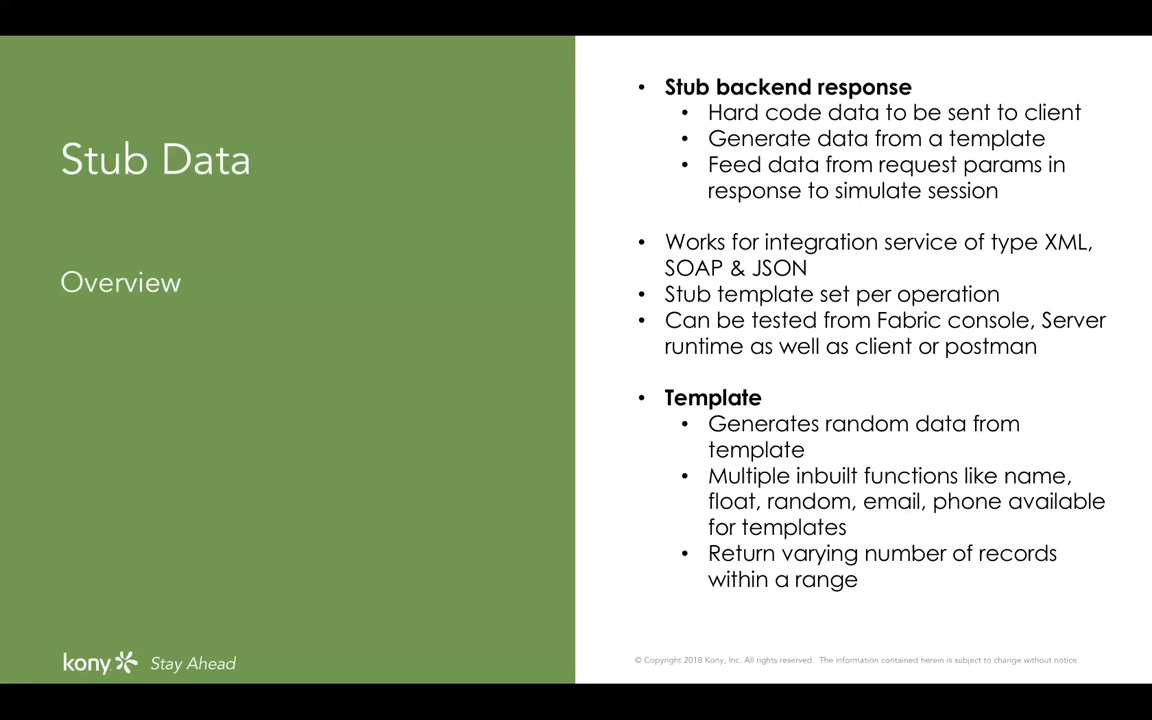 Stub Data
Overview
• Stub backend response
• Hard code data to be sent to client
• Generate data from a template
• Feed data from request params in
response to simulate session
• Works for integration service of type XML,
SOAP & JSON
• Stub template set per operation
• Can be tested from Fabric console, Server
runtime as well as client or postman
• Template
• Generates random data from
template
• Multiple inbuilt functions like name,
float, random, email, phone available
for templates
• Return varying number of records
within a range
kony Stay Ahead
© Copyright 2018 Kony, Inc. All rights reserved. The information contained herein is subject to change without notice.